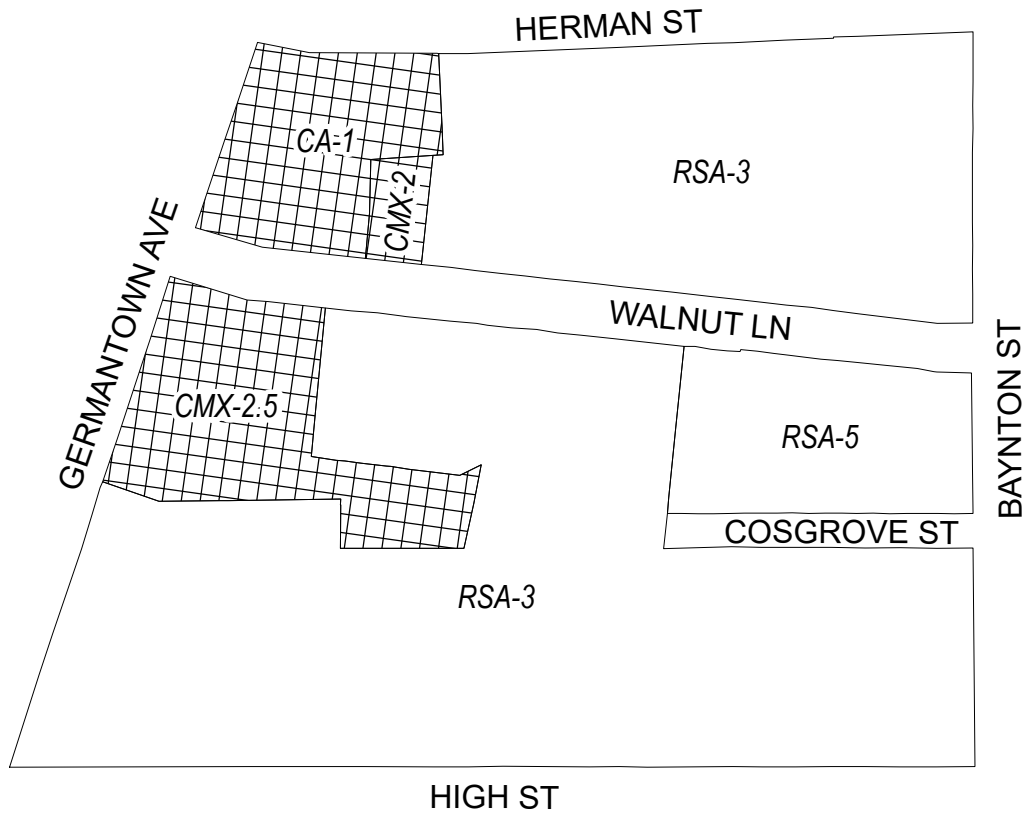 HERMAN ST
CA-1
CMX-2
RSA-3
GERMANTOWN AVE
WALNUT LN
CMX-2.5
RSA-5
BAYNTON ST
COSGROVE ST
RSA-3
HIGH ST